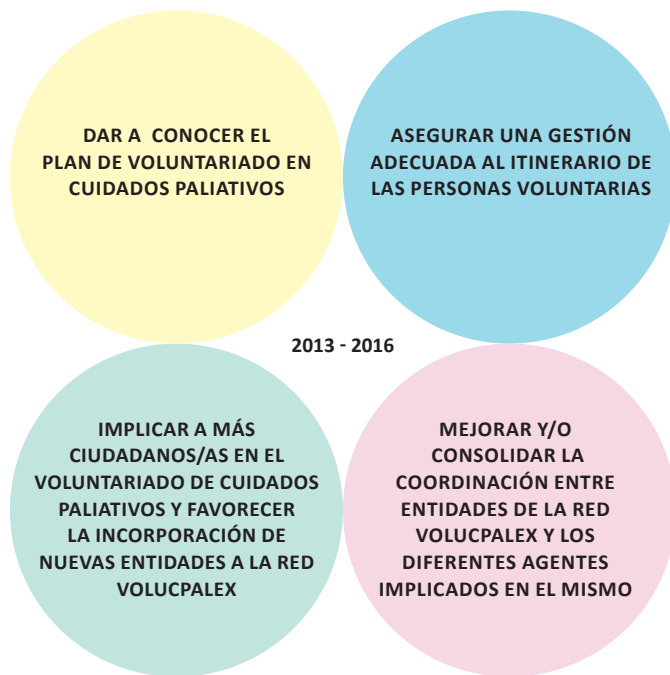 DAR A CONOCER EL
PLAN DE VOLUNTARIADO EN
CUIDADOS PALIATIVOS
ASEGURAR UNA GESTIÓN
ADECUADA AL ITINERARIO DE
LAS PERSONAS VOLUNTARIAS
2013 - 2016
IMPLICAR A MÁS
CIUDADANOS/AS EN EL
VOLUNTARIADO DE CUIDADOS
PALIATIVOS Y FAVORECER
LA INCORPORACIÓN DE
NUEVAS ENTIDADES A LA RED
VOLUCPALEX
MEJORAR Y/O
CONSOLIDAR LA
COORDINACIÓN ENTRE
ENTIDADES DE LA RED
VOLUCPALEX Y LOS
DIFERENTES AGENTES
IMPLICADOS EN EL MISMO